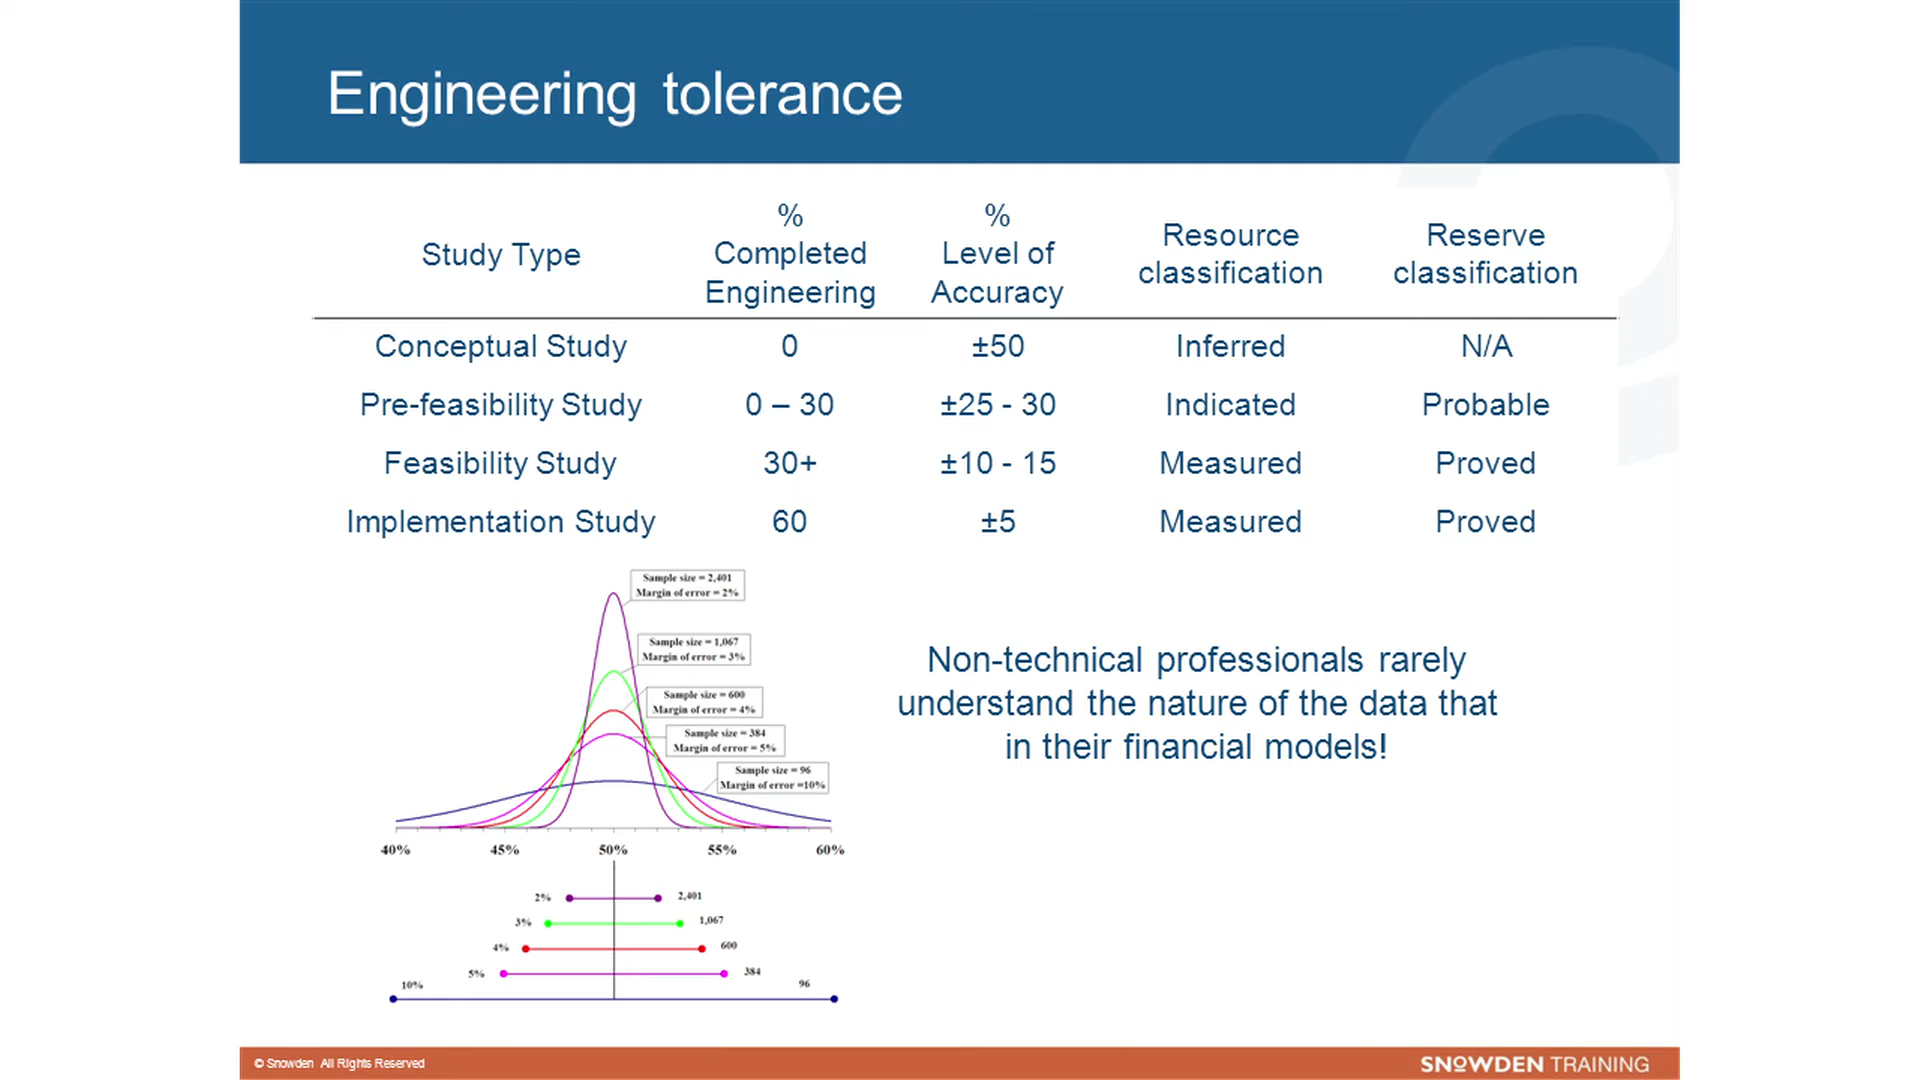 Engineering tolerance
Study Type
%
Completed
Engineering
%
Level of
Accuracy
Resource
classification
Reserve
classification
Conceptual Study 0 ±50 Inferred N/A
Pre-feasibility Study 0 – 30 ±25 - 30 Indicated Probable
Feasibility Study 30+ ±10 - 15 Measured Proved
Implementation Study 60 ±5 Measured Proved
Sample size = 2,401
Margin of error = 2%
Sample size = 1,067
Margin of error = 3%
Sample size = 600
Margin of error = 4%
Sample size = 384
Margin of error = 5%
Sample size = 96
Margin of error =10%
40% 45% 50% 55% 60%
2% 2,401
3% 1,067
4% 600
5% 384
10% 96
Non-technical professionals rarely
understand the nature of the data that
in their financial models!
© Snowden All Rights Reserved
SNOWDEN TRAINING